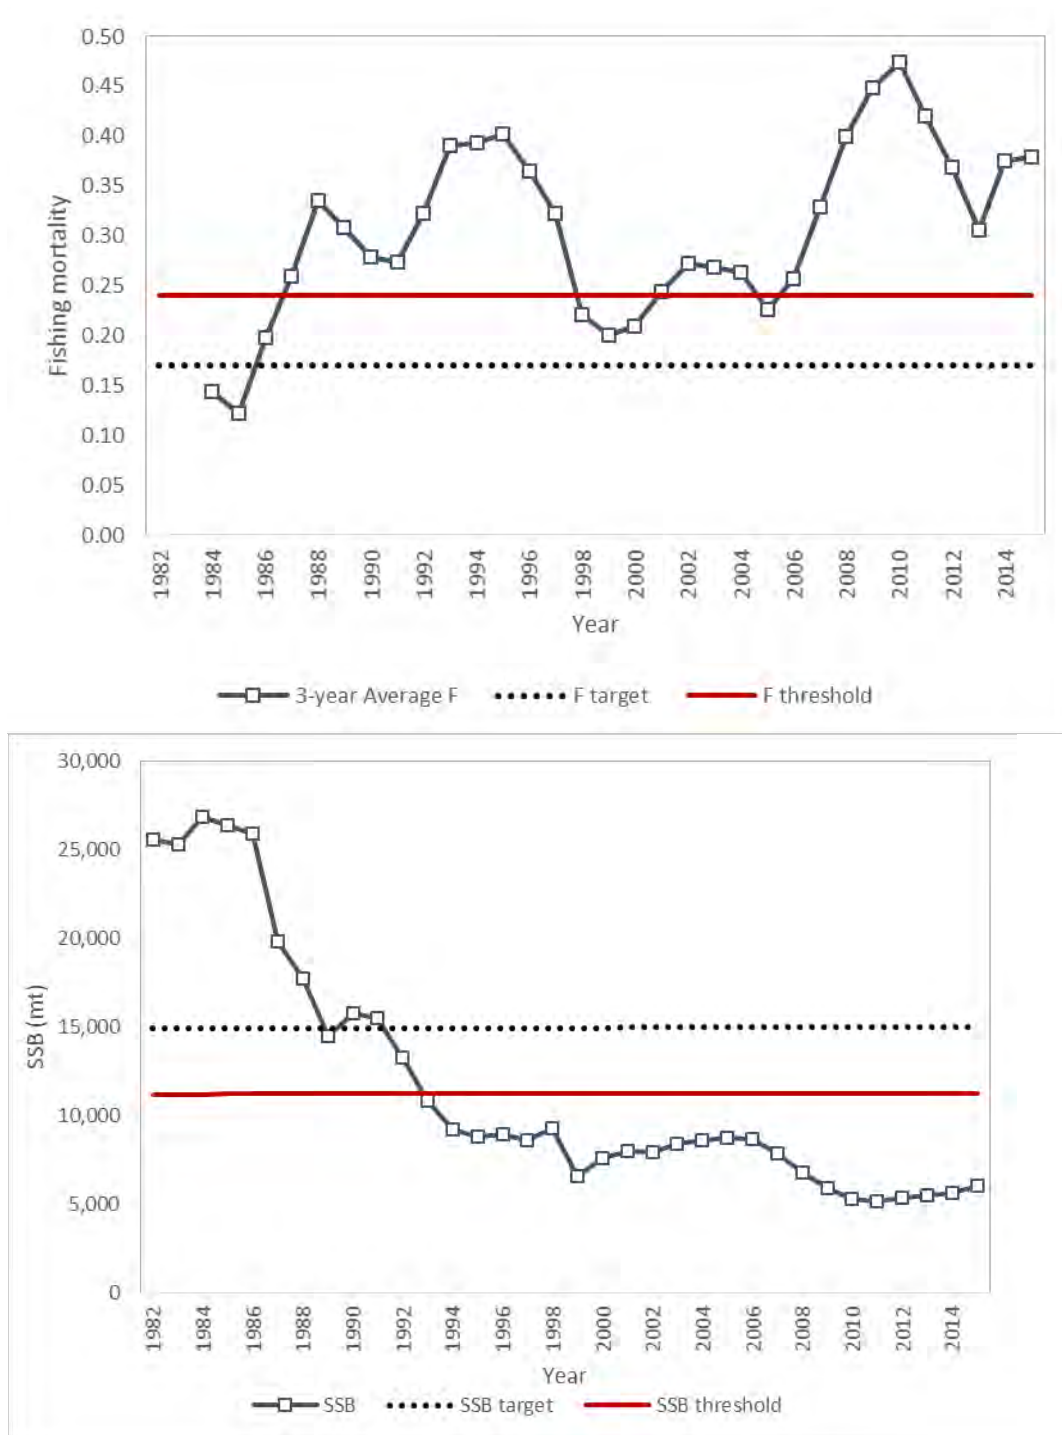 0.50
0.45
0.40
0.35
0.30
0.25
0.20
0.15
0.10
0.05
0.00
Fishing mortality
1982 1984 1986 1988 1990 1992 1994 1996 1998 2000 2002 2004 2006 2008 2010 2012 2014
Year
3-year Average F F target F threshold
30,000
25,000
20,000
15,000
10,000
5,000
0
SSB (mt)
1982 1984 1986 1988 1990 1992 1994 1996 1998 2000 2002 2004 2006 2008 2010 2012 2014
Year
SSB SSB target SSB threshold